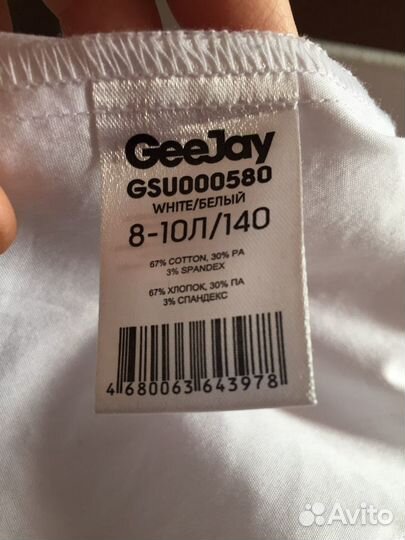 GeeJay
GSU000580
WHITE/БЕЛЫЙ
8-10Л/140
67% COTTON, 30% PA
3% SPANDEX
67% ХЛОПОК, 30% ПА
3% СПАНДЕКС
4 680063 643978
Avito